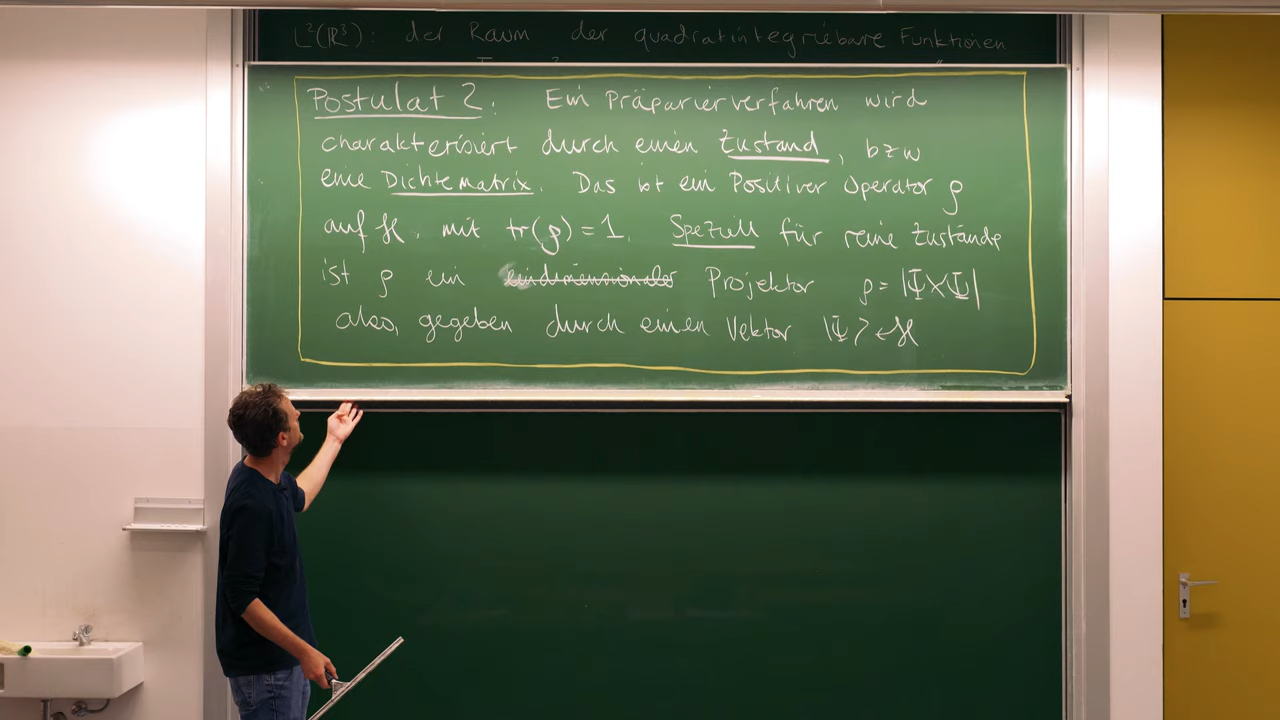 L²(ℝ³): der Raum der quadratintegriebare Funktionen
Postulat 2: Ein Präparierverfahren wird
charakterisiert durch einen Zustand, bzw
eine Dichtematrix. Das ist ein Positiver Operator ρ
auf ℋ, mit tr(ρ) = 1. Speziell für reine Zustände
ist ρ ein eindimensionaler Projektor ρ = |Ψ⟩⟨Ψ|
also, gegeben durch einen Vektor |Ψ⟩ ∈ ℋ